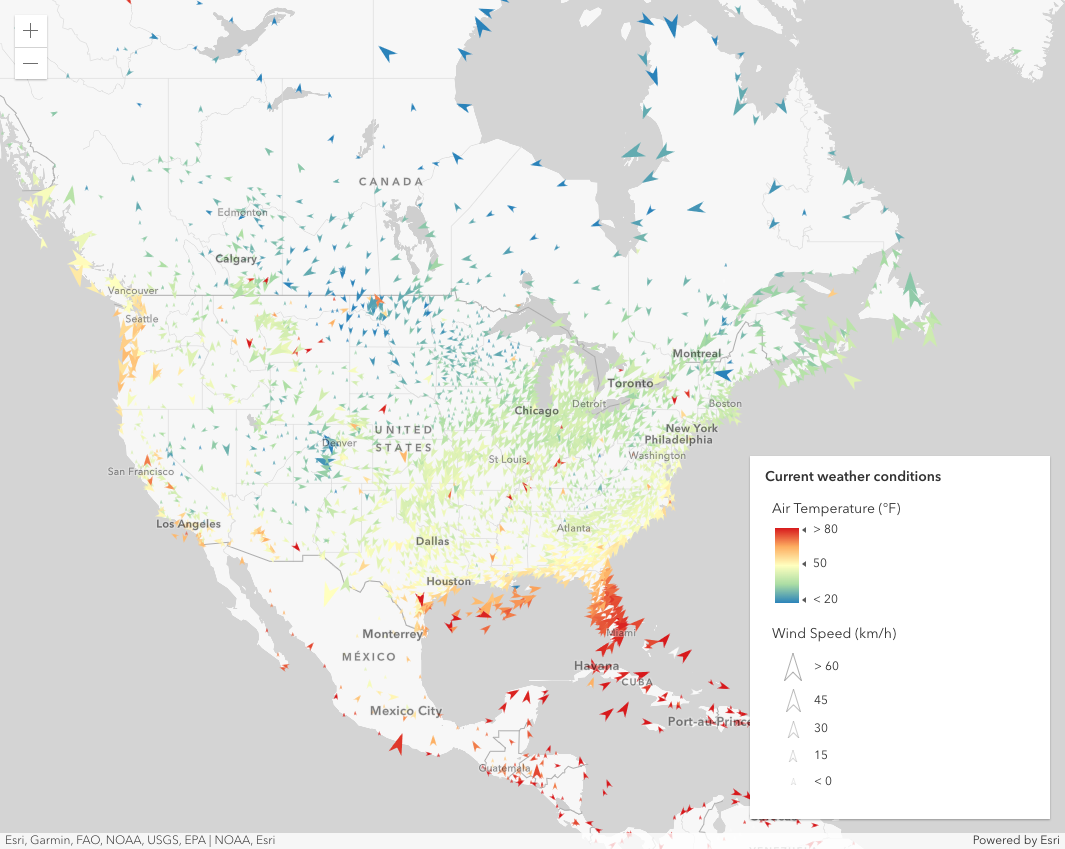 +
−
CANADA
Edmonton
Calgary
Vancouver
Seattle
Montreal
Toronto
Chicago
Detroit
Boston
New York
Philadelphia
UNITED
STATES
Denver
St Louis
Washington
San Francisco
Los Angeles
Atlanta
Dallas
Houston
Monterrey
Miami
MÉXICO
Havana
CUBA
Mexico City
Port-au-Prince
Guatemala
Current weather conditions
Air Temperature (°F)
> 80
50
< 20
Wind Speed (km/h)
> 60
45
30
15
< 0
Esri, Garmin, FAO, NOAA, USGS, EPA | NOAA, Esri
Powered by Esri